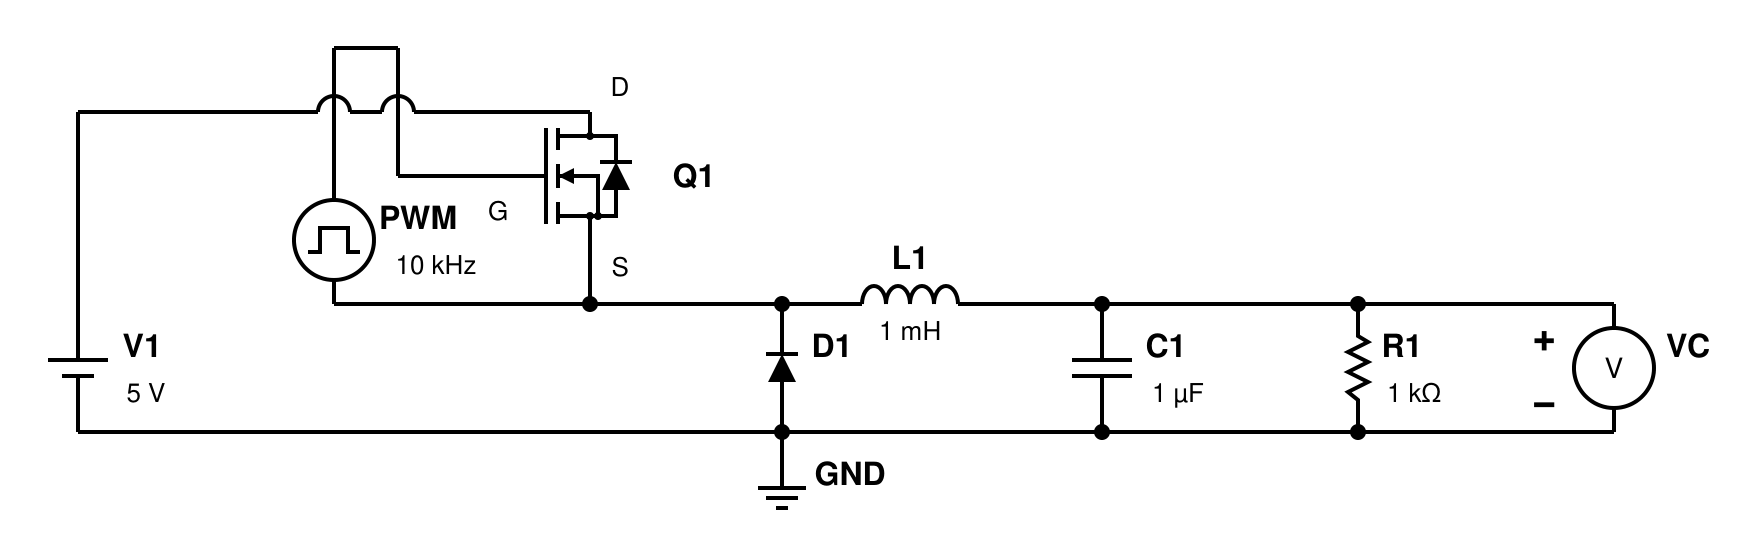 D
Q1
PWM
G
10 kHz
S
L1
1 mH
V1
5 V
D1
C1
1 µF
R1
1 kΩ
+
V
−
VC
GND